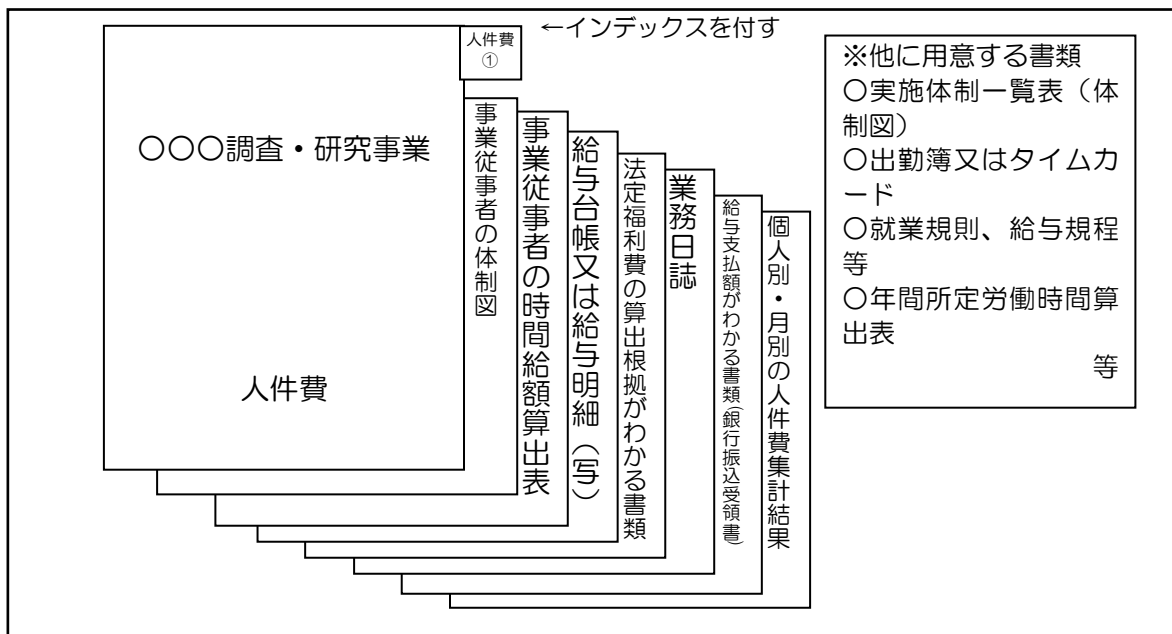 人件費
①
←インデックスを付す
〇〇〇調査・研究事業
人件費
事業従事者の体制図
事業従事者の時間給額算出表
給与台帳又は給与明細（写）
法定福利費の算出根拠がわかる書類
業務日誌
給与支払額がわかる書類(銀行振込受領書)
個人別・月別の人件費集計結果
※他に用意する書類
〇実施体制一覧表（体
制図）
〇出勤簿又はタイムカ
ード
〇就業規則、給与規程
等
〇年間所定労働時間算
出表
等